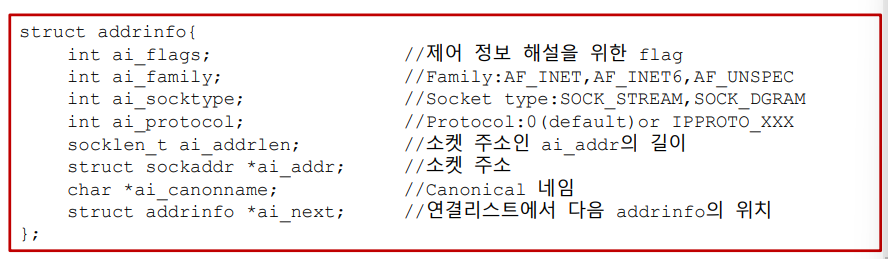 struct addrinfo{
int ai_flags; //제어 정보 해설을 위한 flag
int ai_family; //Family:AF_INET,AF_INET6,AF_UNSPEC
int ai_socktype; //Socket type:SOCK_STREAM,SOCK_DGRAM
int ai_protocol; //Protocol:0(default)or IPPROTO_XXX
socklen_t ai_addrlen; //소켓 주소인 ai_addr의 길이
struct sockaddr *ai_addr; //소켓 주소
char *ai_canonname; //Canonical 네임
struct addrinfo *ai_next; //연결리스트에서 다음 addrinfo의 위치
};